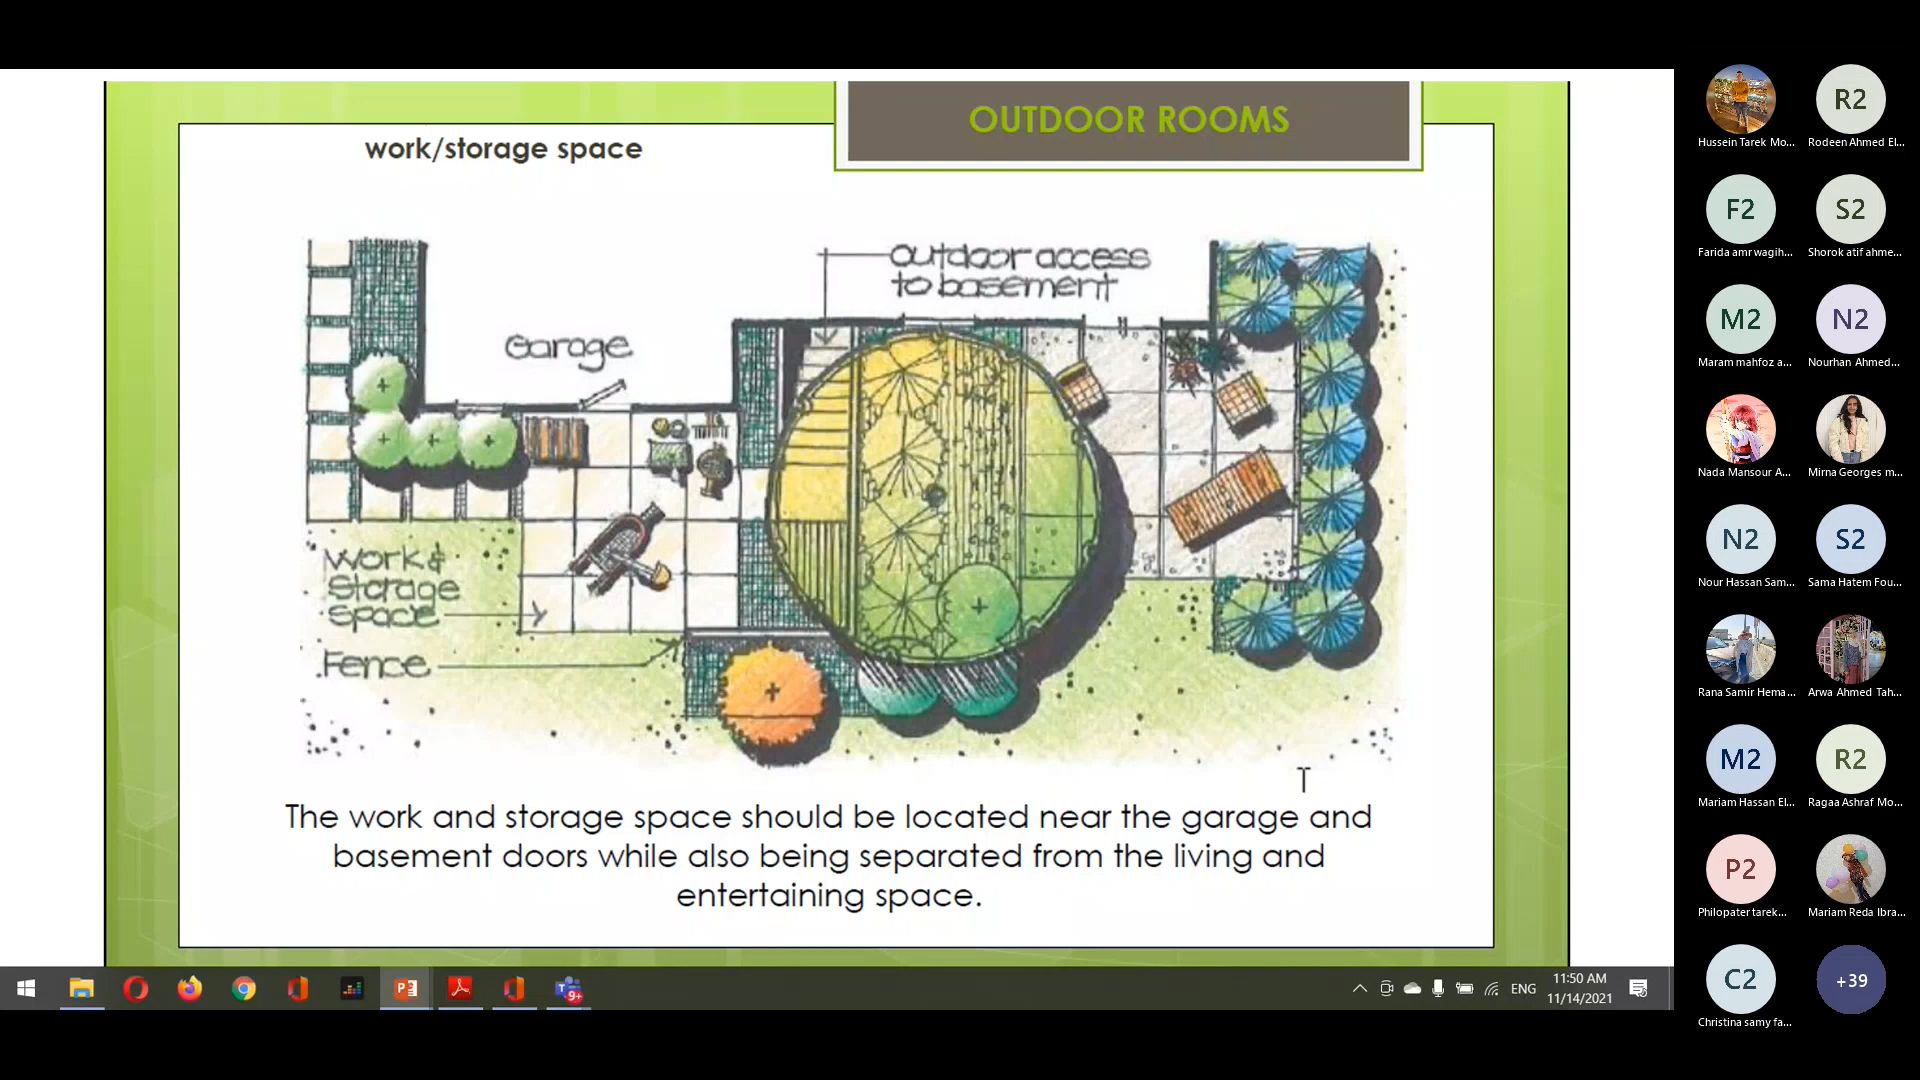 OUTDOOR ROOMS
work/storage space
outdoor access
to basement
Garage
Work &
Storage
space
Fence
The work and storage space should be located near the garage and
basement doors while also being separated from the living and
entertaining space.
Hussein Tarek Mo...
R2
Rodeen Ahmed El...
F2
Farida amr wagih...
S2
Shorok atif ahme...
M2
Maram mahfoz a...
N2
Nourhan Ahmed...
Nada Mansour A...
Mirna Georges m...
N2
Nour Hassan Sam...
S2
Sama Hatem Fou...
Rana Samir Hema...
Arwa Ahmed Tah...
M2
Mariam Hassan El...
R2
Ragaa Ashraf Mo...
P2
Philopater tarek...
Mariam Reda Ibra...
C2
Christina samy fa...
+39
9+
ENG
11:50 AM
11/14/2021